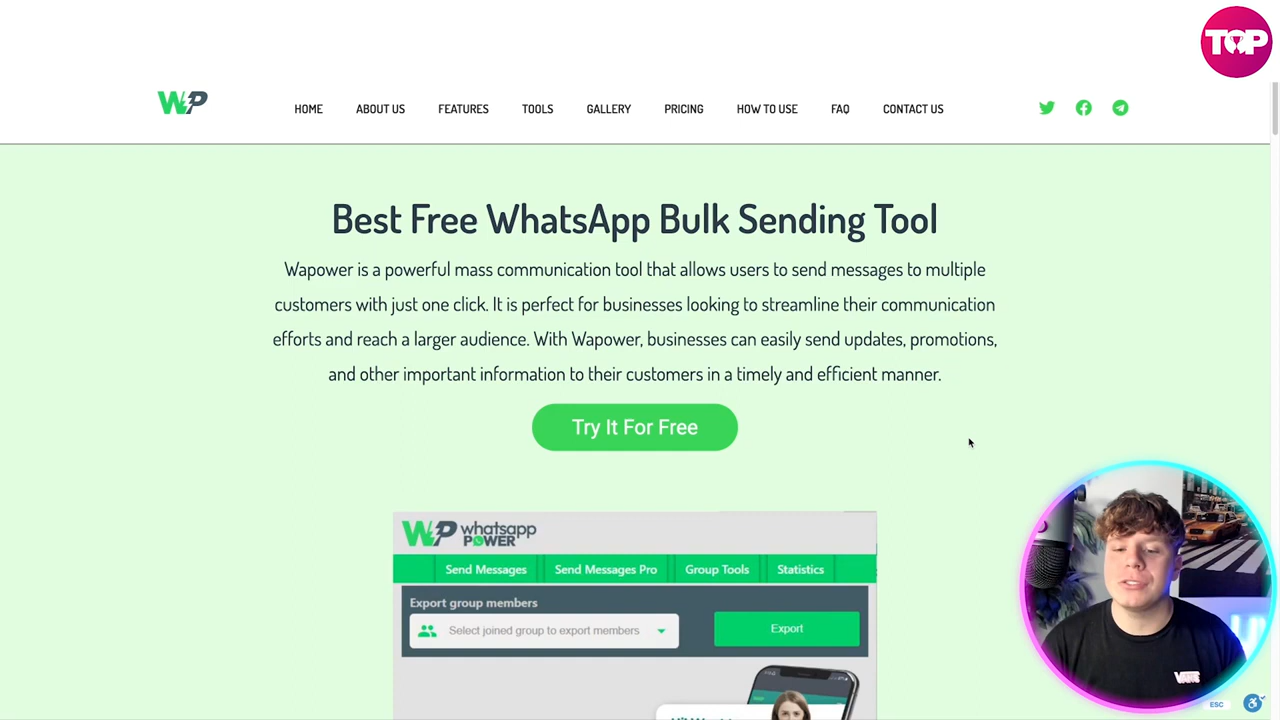 TOP
WP
HOME ABOUT US FEATURES TOOLS GALLERY PRICING HOW TO USE FAQ CONTACT US
Best Free WhatsApp Bulk Sending Tool
Wapower is a powerful mass communication tool that allows users to send messages to multiple
customers with just one click. It is perfect for businesses looking to streamline their communication
efforts and reach a larger audience. With Wapower, businesses can easily send updates, promotions,
and other important information to their customers in a timely and efficient manner.
Try It For Free
WP whatsapp
POWER
Send Messages Send Messages Pro Group Tools Statistics
Export group members
Select joined group to export members
Export
VANS
ESC